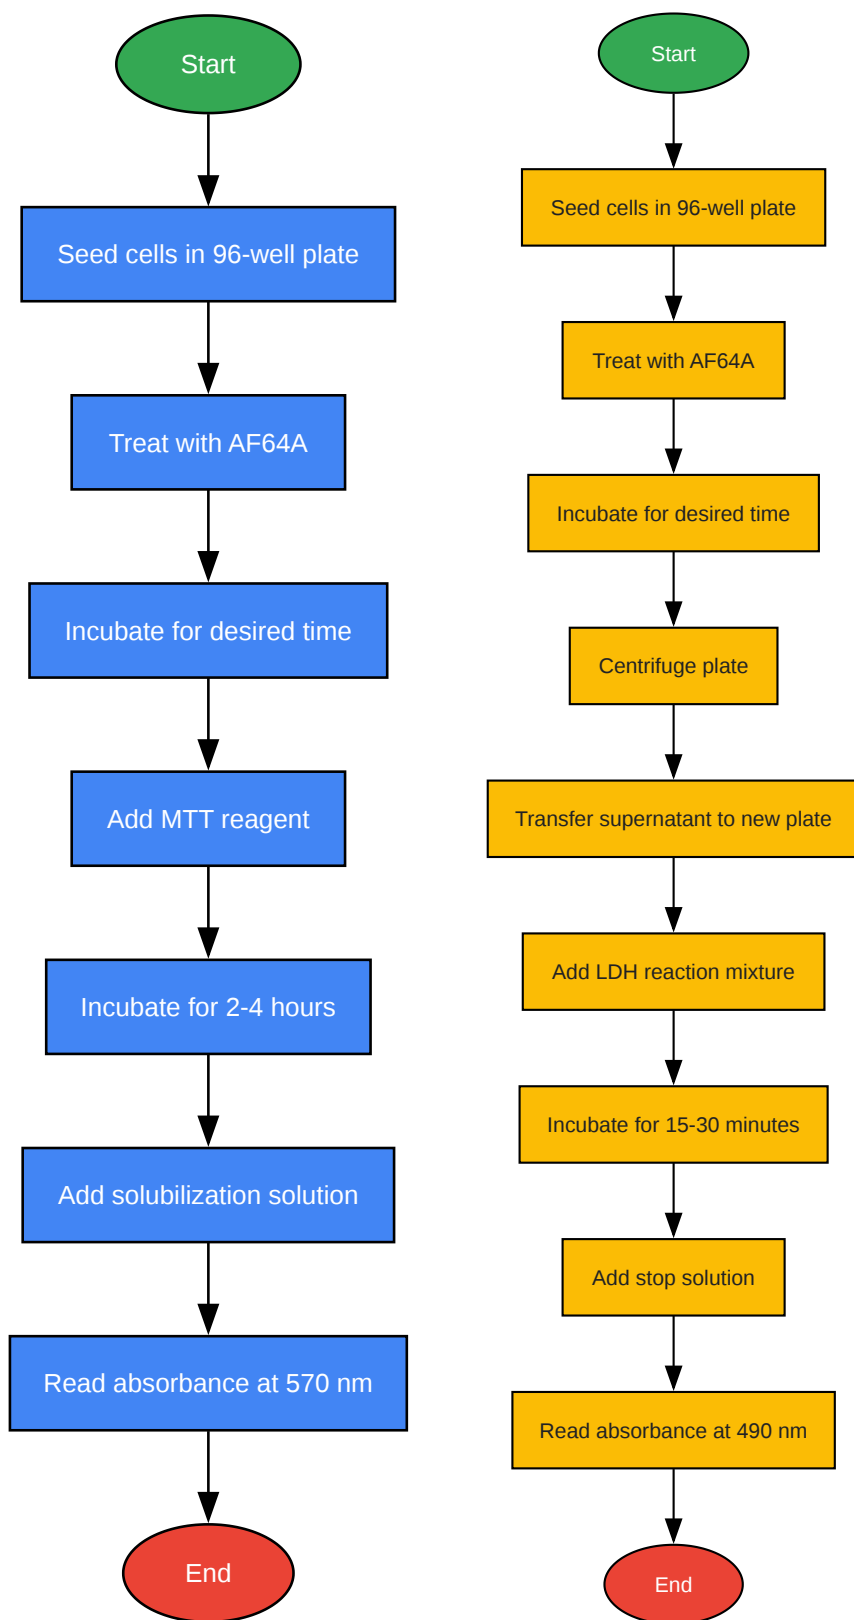 Start
Seed cells in 96-well plate
Treat with AF64A
Incubate for desired time
Add MTT reagent
Incubate for 2-4 hours
Add solubilization solution
Read absorbance at 570 nm
End
Start
Seed cells in 96-well plate
Treat with AF64A
Incubate for desired time
Centrifuge plate
Transfer supernatant to new plate
Add LDH reaction mixture
Incubate for 15-30 minutes
Add stop solution
Read absorbance at 490 nm
End